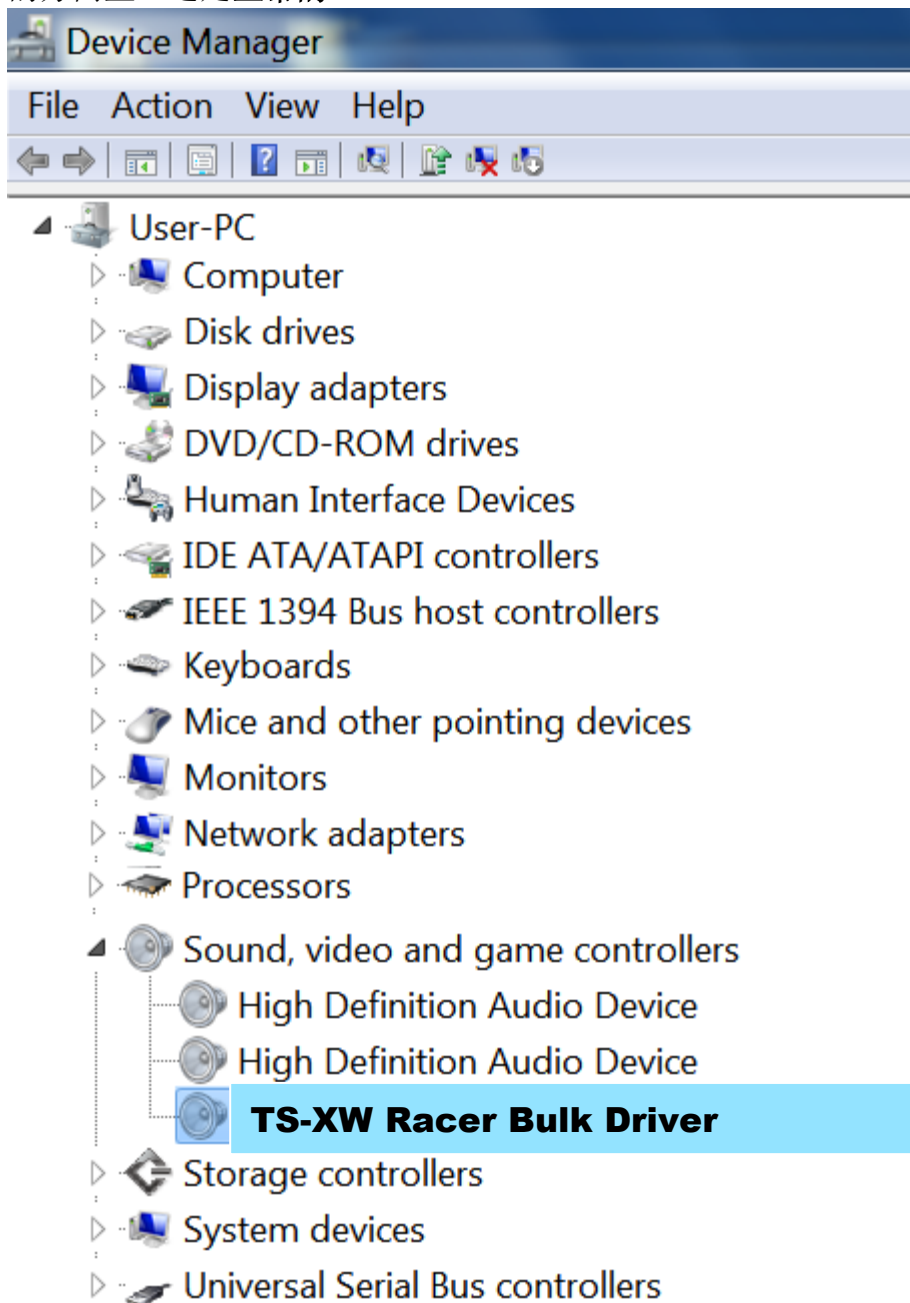 Device Manager
File Action View Help
User-PC
Computer
Disk drives
Display adapters
DVD/CD-ROM drives
Human Interface Devices
IDE ATA/ATAPI controllers
IEEE 1394 Bus host controllers
Keyboards
Mice and other pointing devices
Monitors
Network adapters
Processors
Sound, video and game controllers
High Definition Audio Device
High Definition Audio Device
TS-XW Racer Bulk Driver
Storage controllers
System devices
Universal Serial Bus controllers